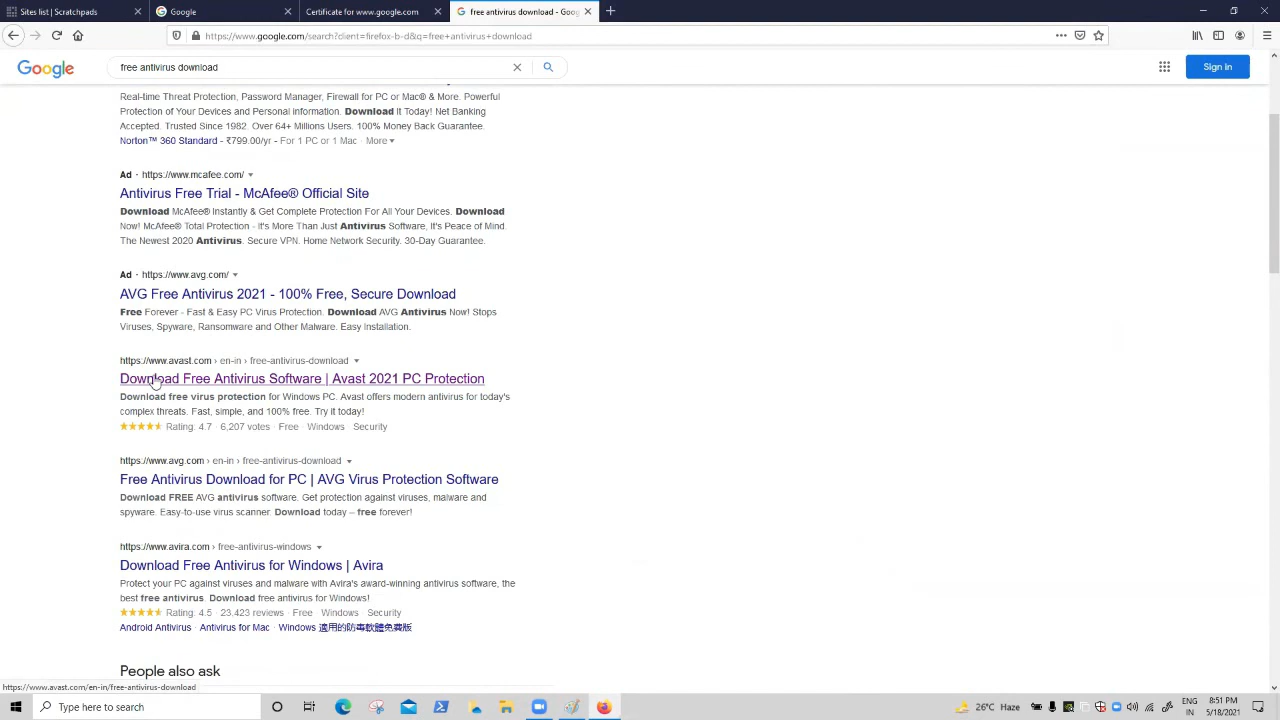 Sites list | Scratchpads
Google
Certificate for www.google.com
free antivirus download - Goog
https://www.google.com/search?client=firefox-b-d&q=free+antivirus+download
Google
free antivirus download
Sign in
Real-time Threat Protection, Password Manager, Firewall for PC or Mac® & More. Powerful
Protection of Your Devices and Personal Information. Download It Today! Net Banking
Accepted. Trusted Since 1982. Over 64+ Millions Users. 100% Money Back Guarantee.
Norton™ 360 Standard - ₹799.00/yr - For 1 PC or 1 Mac · More
Ad · https://www.mcafee.com/
Antivirus Free Trial - McAfee® Official Site
Download McAfee® Instantly & Get Complete Protection For All Your Devices. Download
Now! McAfee® Total Protection - It's More Than Just Antivirus Software, It's Peace of Mind.
The Newest 2020 Antivirus. Secure VPN. Home Network Security. 30-Day Guarantee.
Ad · https://www.avg.com/
AVG Free Antivirus 2021 - 100% Free, Secure Download
Free Forever - Fast & Easy PC Virus Protection. Download AVG Antivirus Now! Stops
Viruses, Spyware, Ransomware and Other Malware. Easy Installation.
https://www.avast.com › en-in › free-antivirus-download
Download Free Antivirus Software | Avast 2021 PC Protection
Download free virus protection for Windows PC. Avast offers modern antivirus for today's
complex threats. Fast, simple, and 100% free. Try it today!
Rating: 4.7 · 6,207 votes · Free · Windows · Security
https://www.avg.com › en-in › free-antivirus-download
Free Antivirus Download for PC | AVG Virus Protection Software
Download FREE AVG antivirus software. Get protection against viruses, malware and
spyware. Easy-to-use virus scanner. Download today – free forever!
https://www.avira.com › free-antivirus-windows
Download Free Antivirus for Windows | Avira
Protect your PC against viruses and malware with Avira's award-winning antivirus software, the
best free antivirus. Download free antivirus for Windows!
Rating: 4.5 · 23,423 reviews · Free · Windows · Security
Android Antivirus · Antivirus for Mac · Windows 適用的防毒軟體免費版
People also ask
https://www.avast.com/en-in/free-antivirus-download
Type here to search
26°C Haze
ENG
IN
8:51 PM
5/18/2021